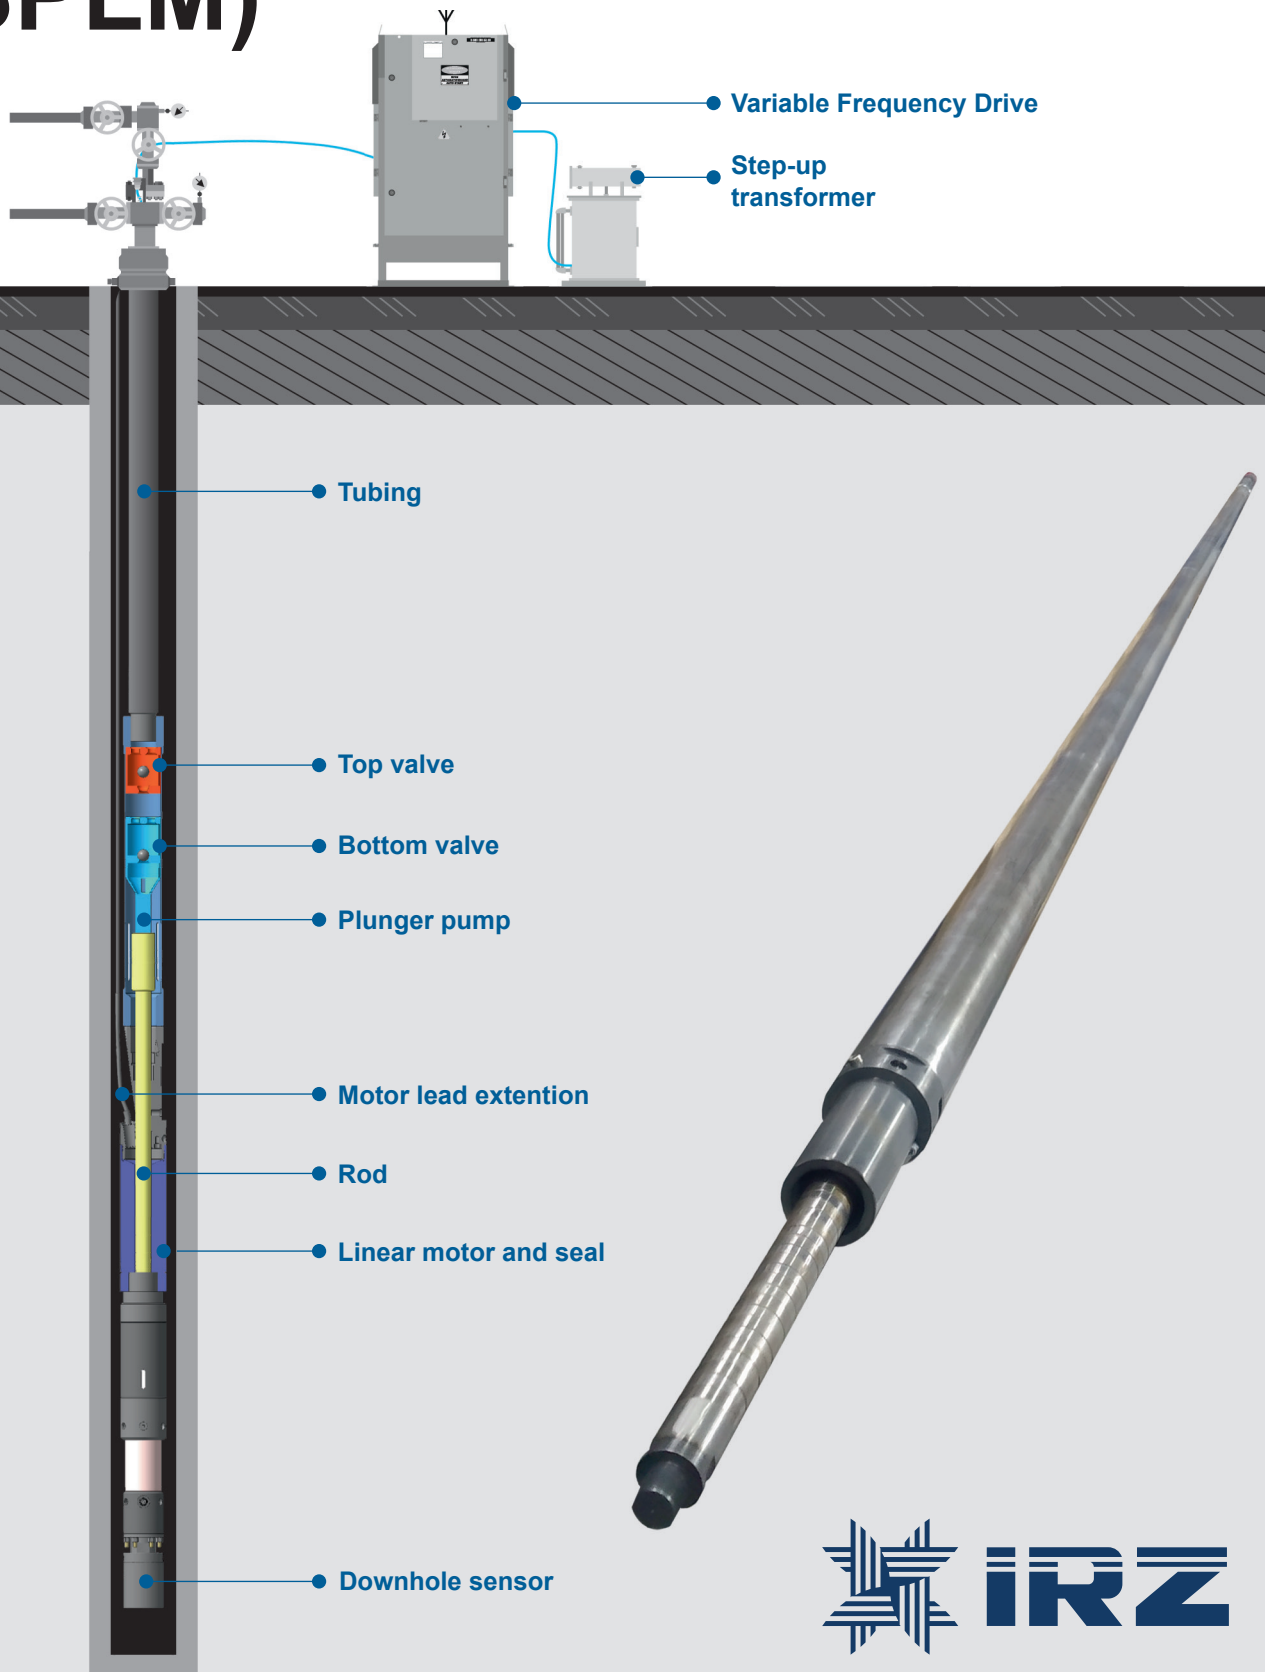 SPEM)
Variable Frequency Drive
Step-up
transformer
Tubing
Top valve
Bottom valve
Plunger pump
Motor lead extention
Rod
Linear motor and seal
Downhole sensor
iRZ